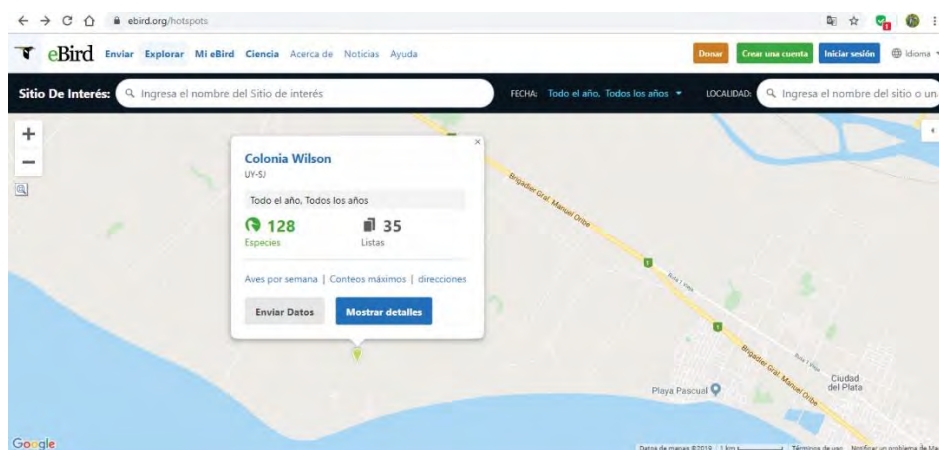 ebird.org/hotspots
eBird Enviar Explorar Mi eBird Ciencia Acerca de Noticias Ayuda Donar Crear una cuenta Iniciar sesión Idioma
Sitio De Interés: Ingresa el nombre del Sitio de interés FECHA: Todo el año, Todos los años LOCALIDAD: Ingresa el nombre del sitio o un
+
−
Colonia Wilson
×
UY-SJ
Todo el año, Todos los años
128 35
Especies Listas
Aves por semana | Conteos máximos | direcciones
Enviar Datos Mostrar detalles
Brigadier Gral. Manuel Oribe
1
Ruta 1 Vieja
1
Brigadier Gral. Manuel Oribe
Ruta 1 Vieja
Ciudad
del Plata
Playa Pascual
Google
Datos de mapas ©2019 1 km Términos de uso Notificar un problema de Ma